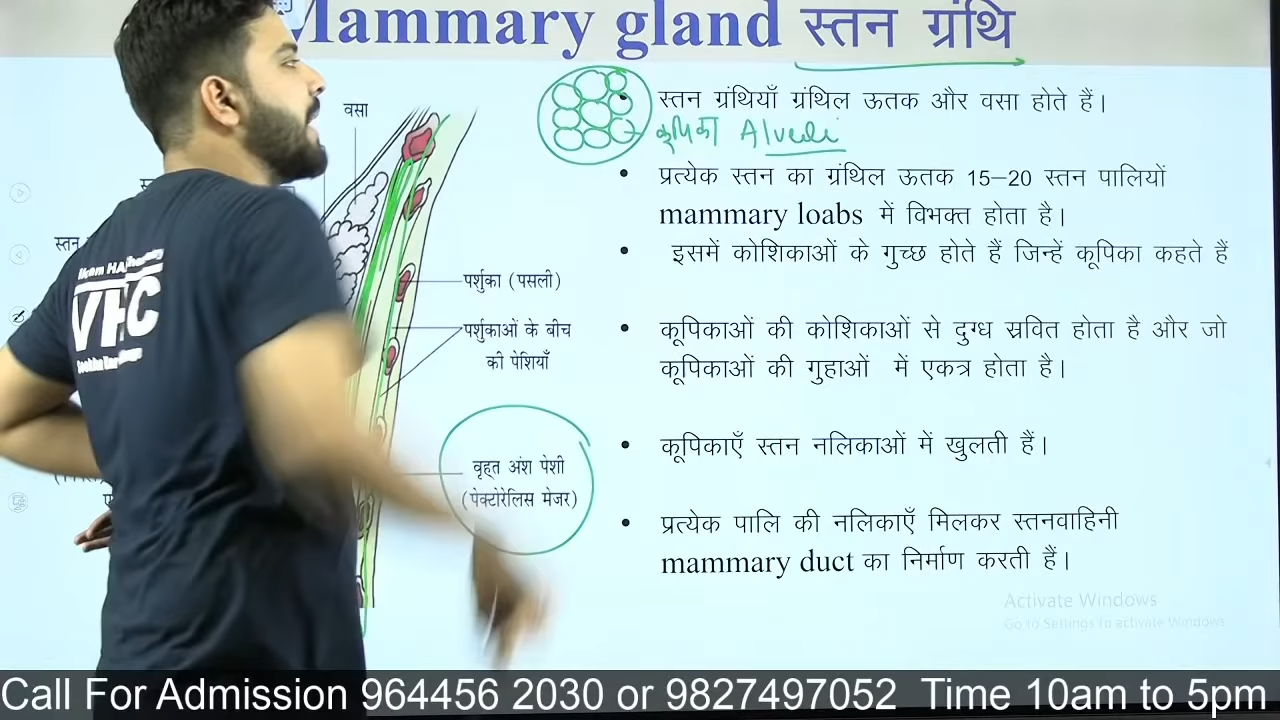 Mammary gland स्तन ग्रंथि
वसा
स्तन ग्रंथियाँ ग्रंथिल ऊतक और वसा होते हैं।
कूपिका Alveoli
प्रत्येक स्तन का ग्रंथिल ऊतक 15–20 स्तन पालियों
mammary loabs में विभक्त होता है।
स्तन
इसमें कोशिकाओं के गुच्छ होते हैं जिन्हें कूपिका कहते हैं
पर्शुका (पसली)
पर्शुकाओं के बीच
की पेशियाँ
कूपिकाओं की कोशिकाओं से दुग्ध स्रवित होता है और जो
कूपिकाओं की गुहाओं में एकत्र होता है।
VHC
वृह्त अंश पेशी
(पेक्टोरेलिस मेजर)
कूपिकाएँ स्तन नलिकाओं में खुलती हैं।
प्रत्येक पालि की नलिकाएँ मिलकर स्तनवाहिनी
mammary duct का निर्माण करती हैं।
Activate Windows
Go to Settings to activate Windows.
Call For Admission 964456 2030 or 9827497052 Time 10am to 5pm